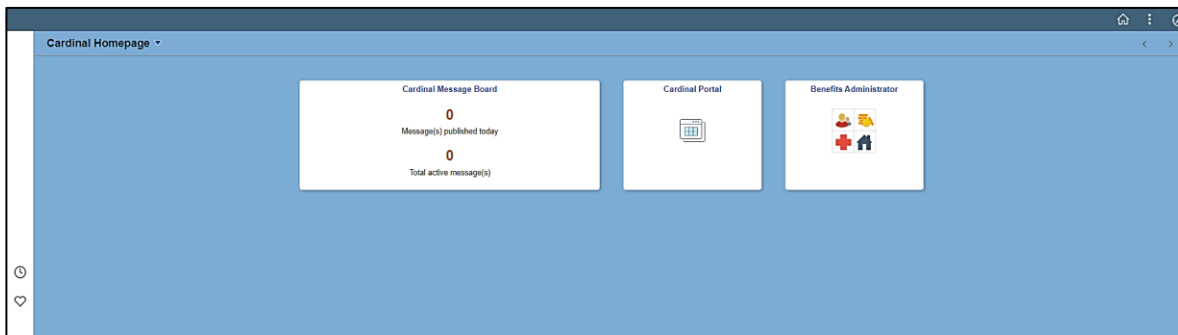 Cardinal Homepage
Cardinal Message Board
0
Message(s) published today
0
Total active message(s)
Cardinal Portal
Benefits Administrator